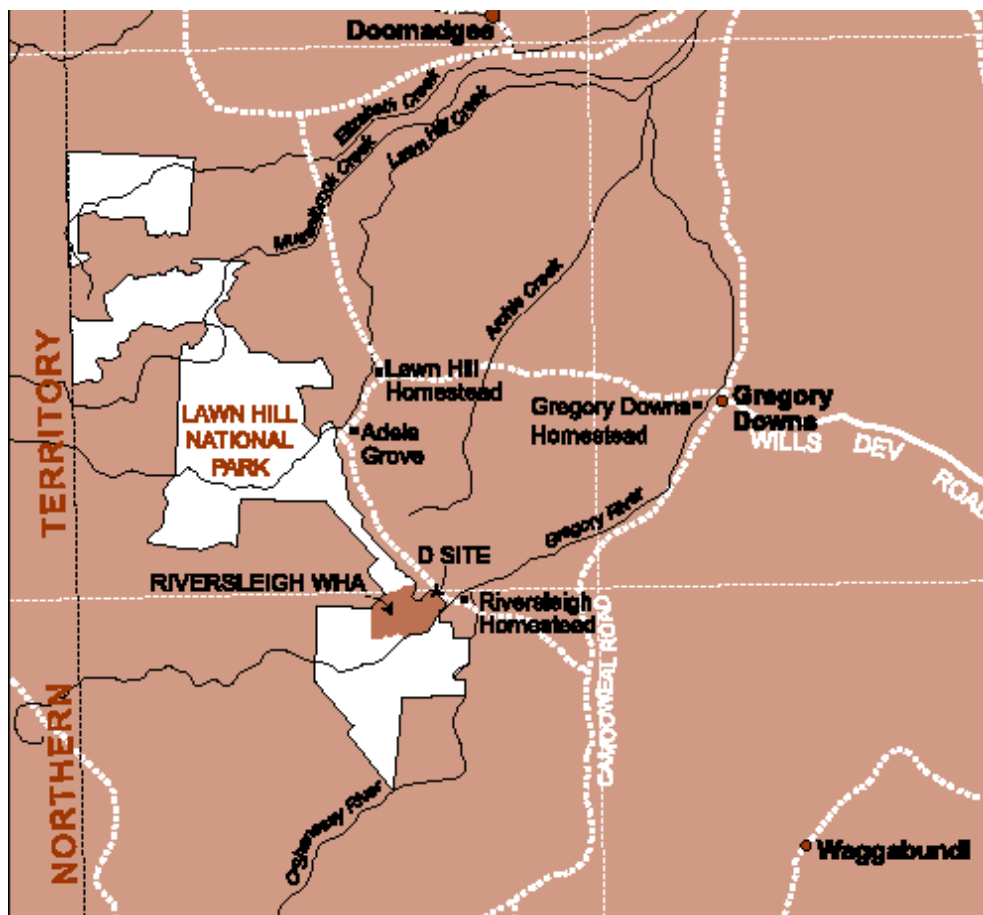 Doomadgee
Elizabeth Creek
Lawn Hill Creek
Musselbrook Creek
Archie Creek
TERRITORY
Lawn Hill
Homestead
Gregory Downs
Homestead
Gregory
Downs
LAWN HILL
NATIONAL
PARK
Adels
Grove
WILLS DEV ROAD
Gregory River
D SITE
RIVERSLEIGH WHA
Riversleigh
Homestead
CAMOOWEAL ROAD
NORTHERN
O'Shanassy River
Waggabundi